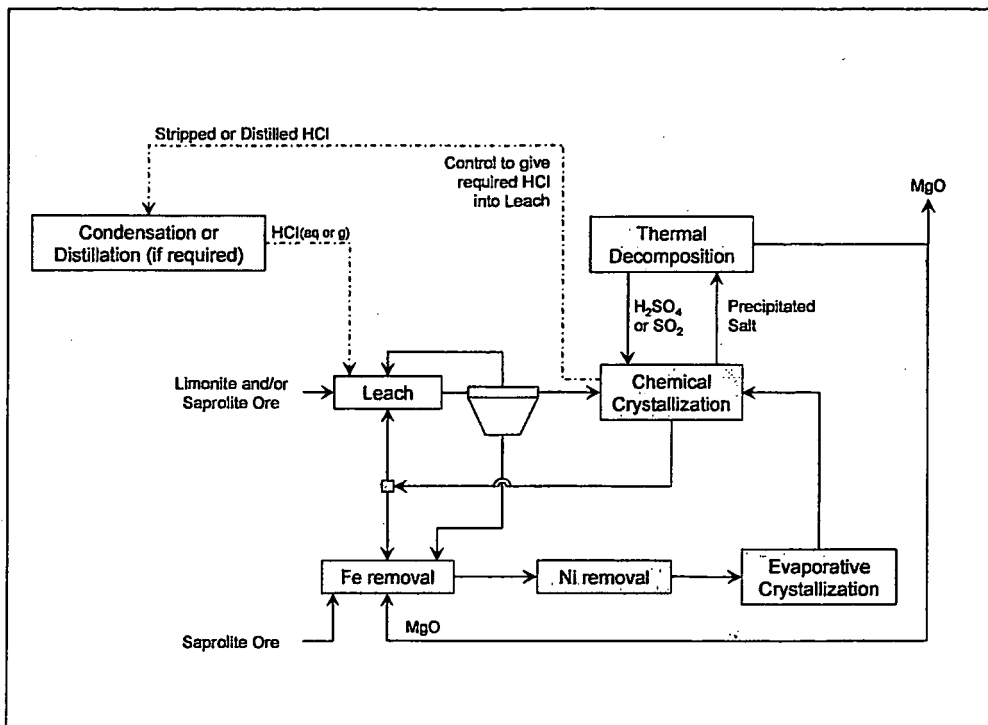 Stripped or Distilled HCl
Control to give
required HCl
into Leach
MgO
Condensation or
Distillation (if required)
HCl(aq or g)
Thermal
Decomposition
H₂SO₄
or SO₂
Precipitated
Salt
Limonite and/or
Saprolite Ore
Leach
Chemical
Crystallization
Fe removal
Ni removal
Evaporative
Crystallization
Saprolite Ore
MgO